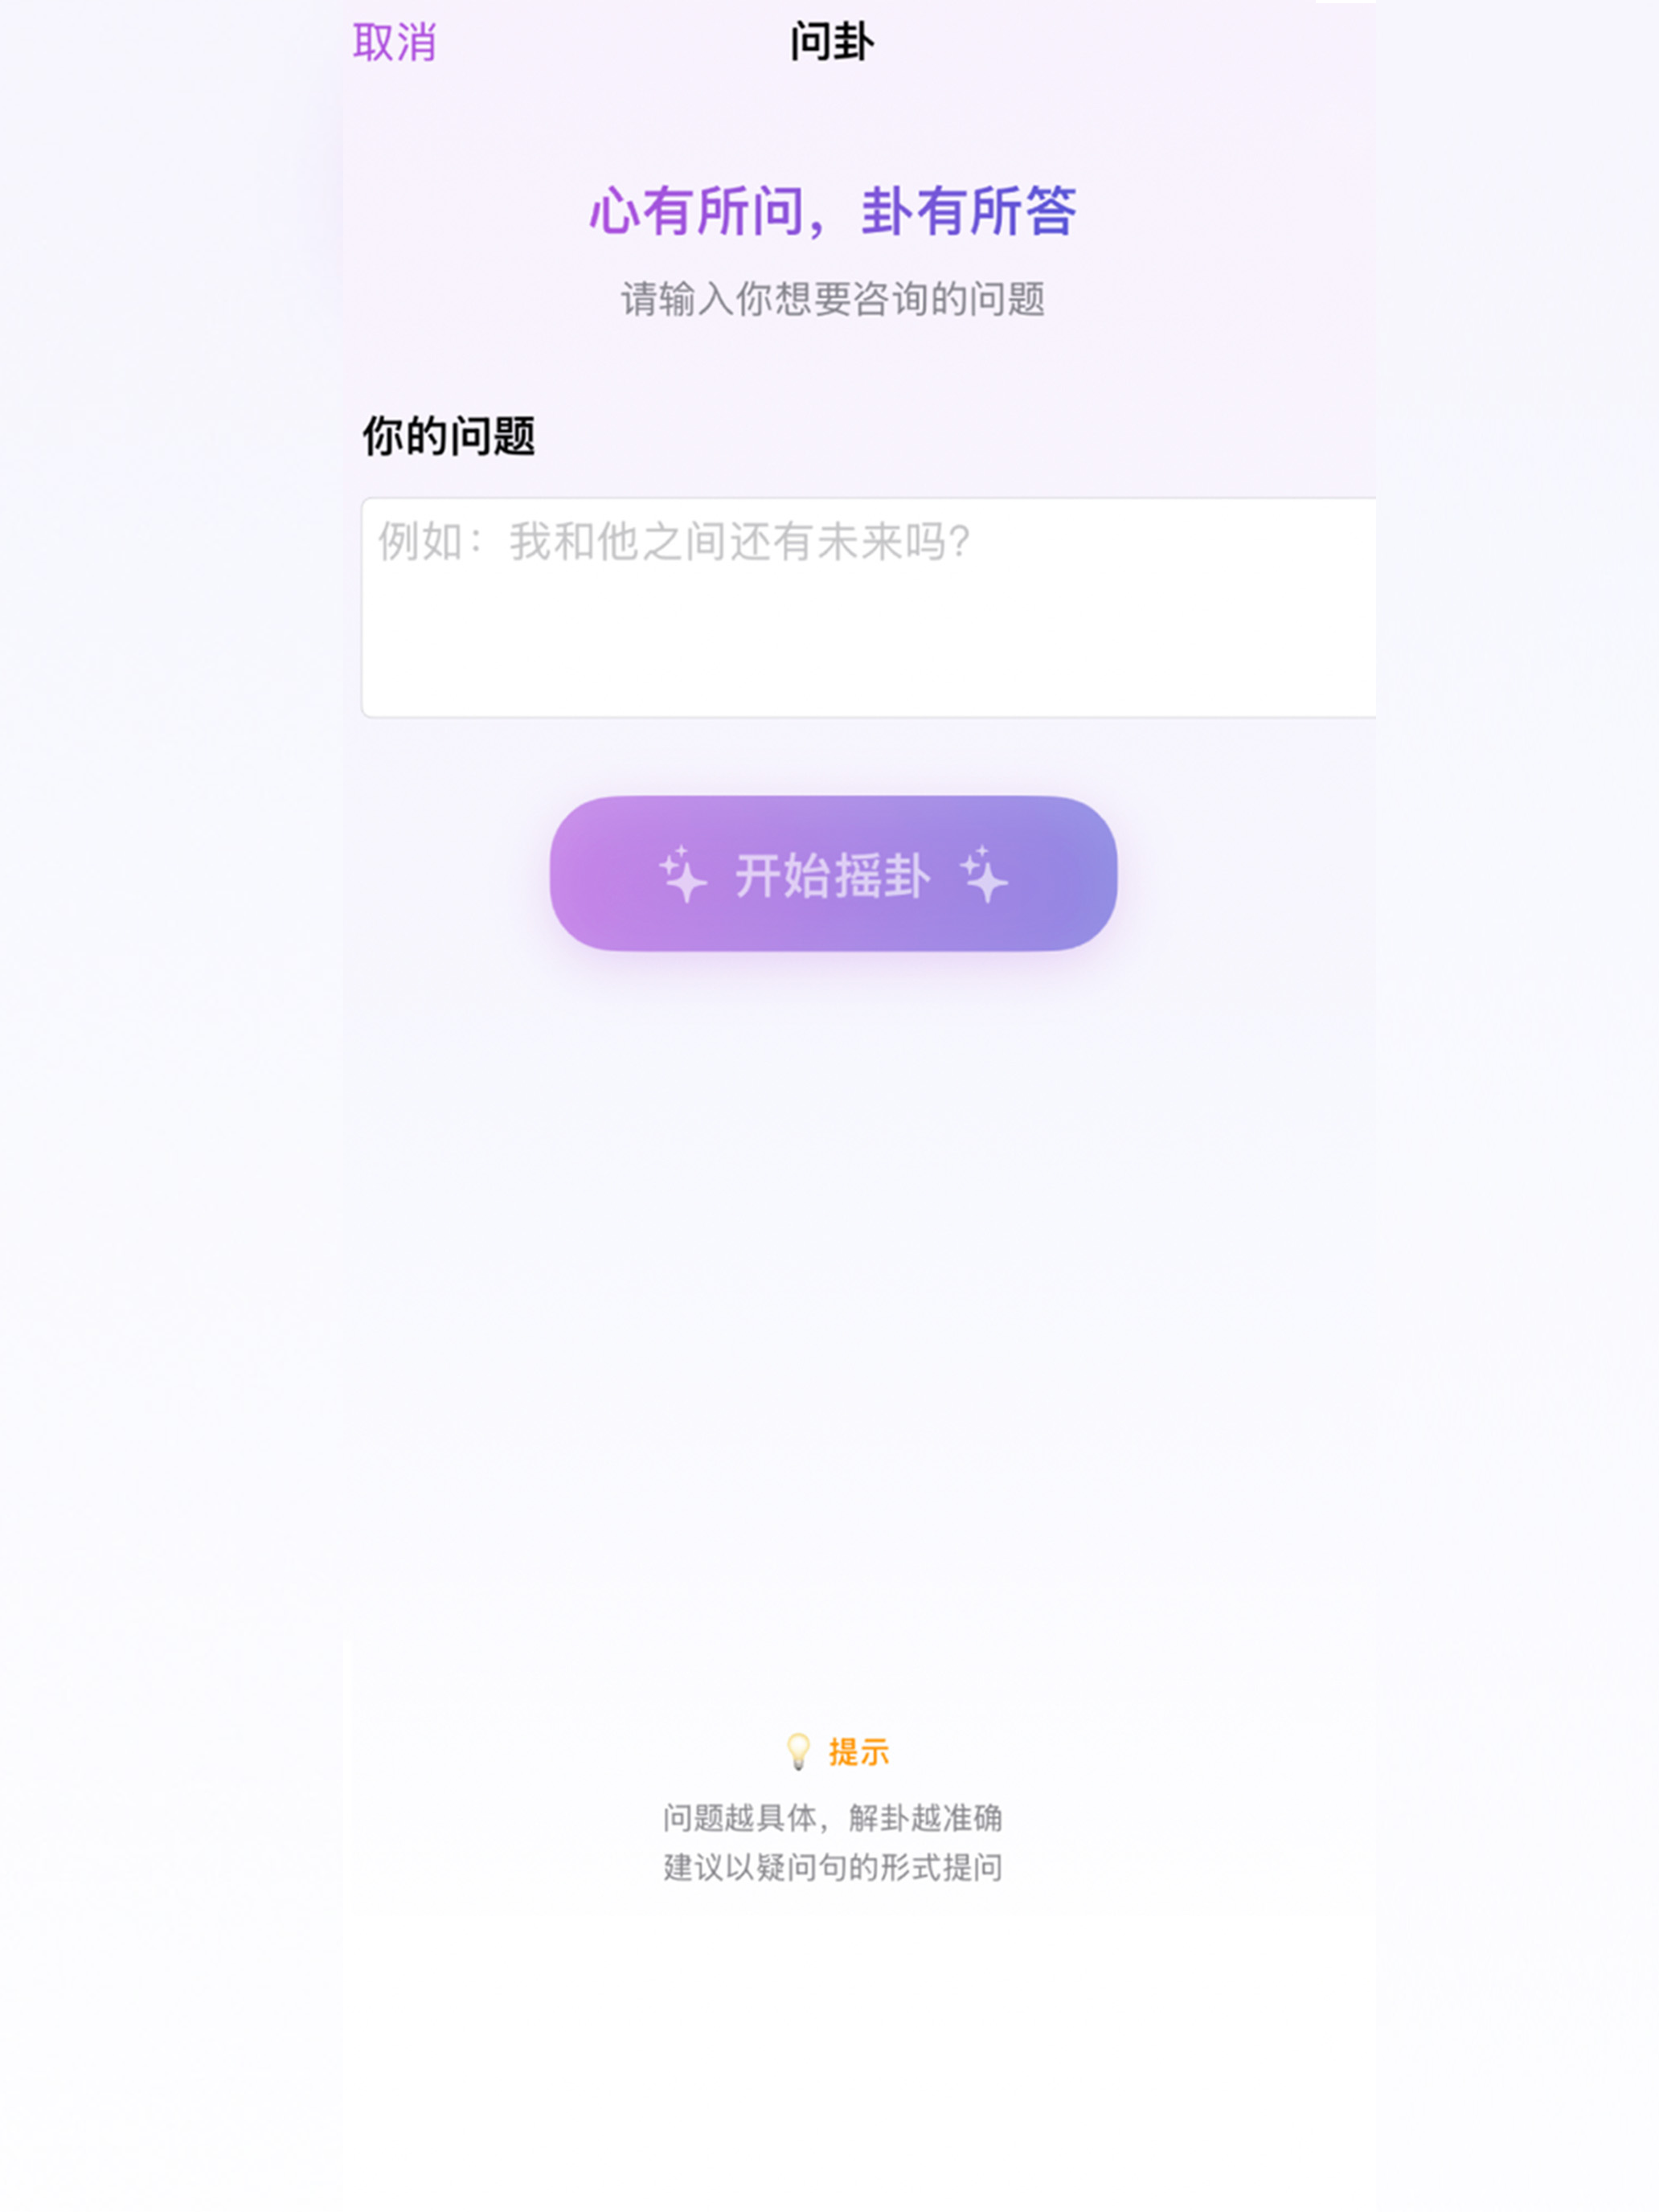 取消
问卦
心有所问，卦有所答
请输入你想要咨询的问题
你的问题
例如：我和他之间还有未来吗？
开始摇卦
提示
问题越具体，解卦越准确
建议以疑问句的形式提问